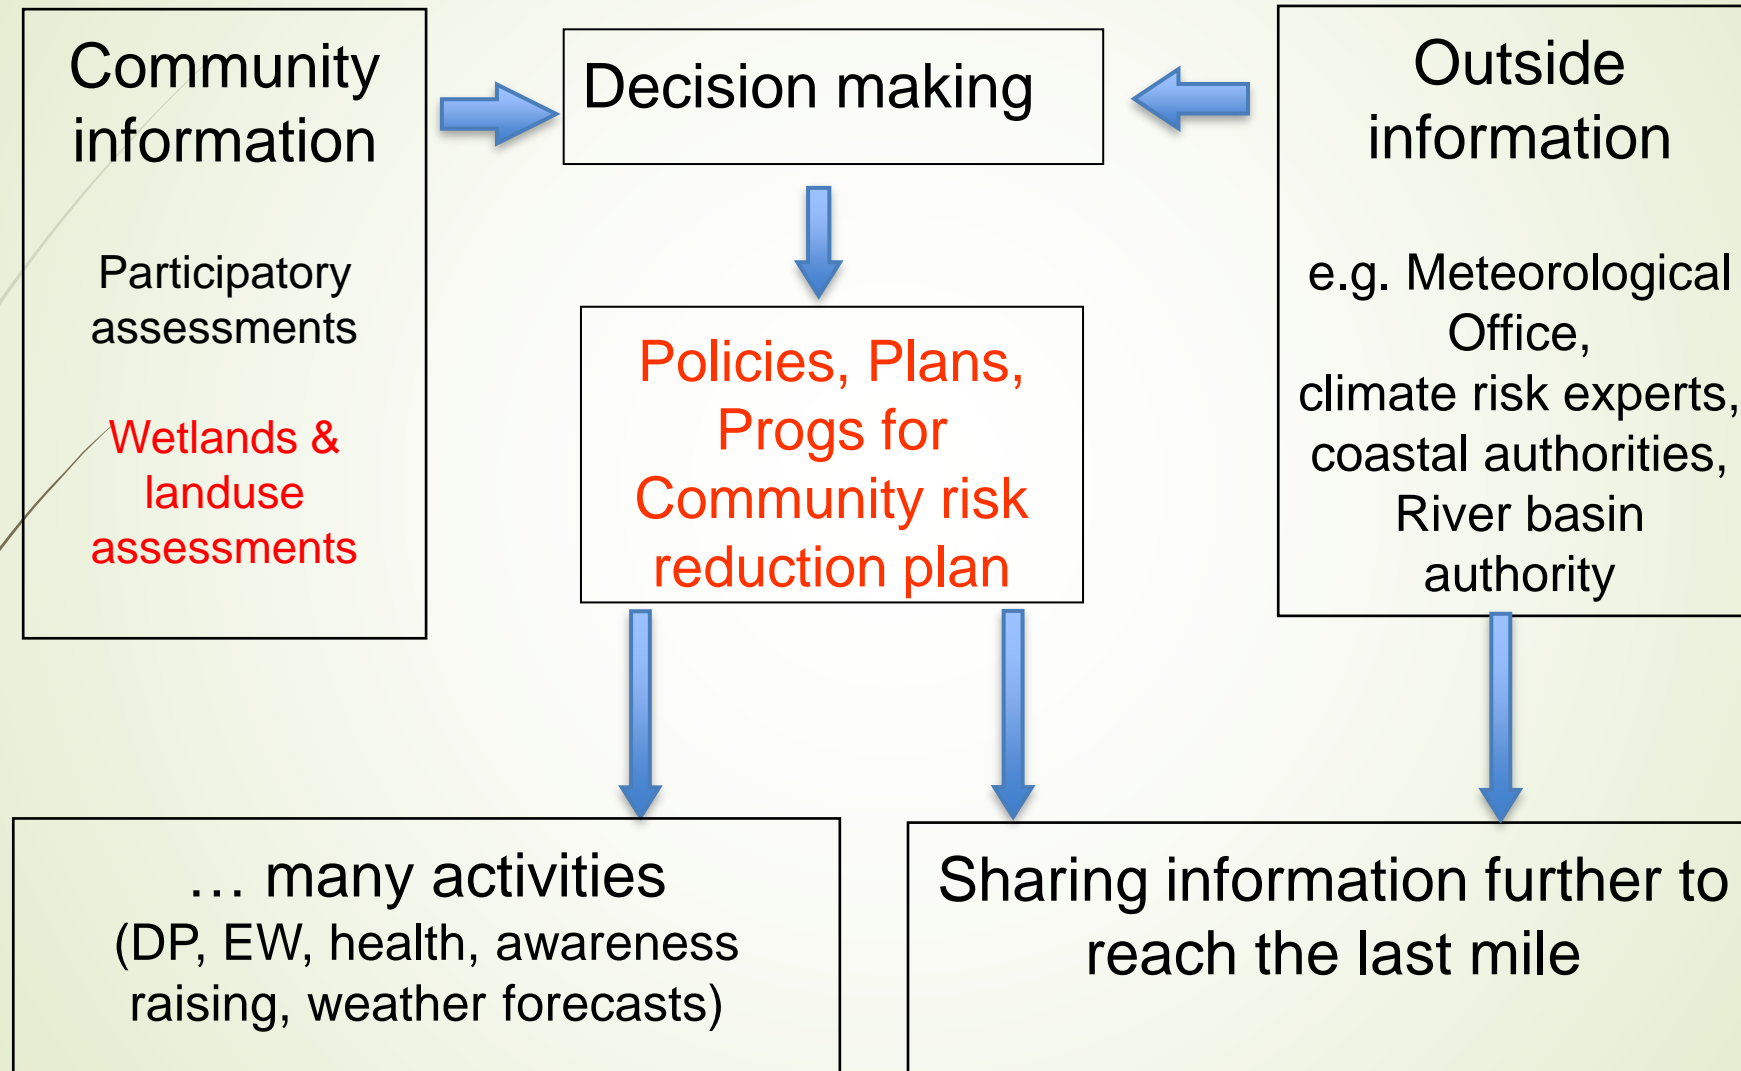 Community
information
Participatory
assessments
Wetlands &
landuse
assessments
Decision making
Policies, Plans,
Progs for
Community risk
reduction plan
Outside
information
e.g. Meteorological
Office,
climate risk experts,
coastal authorities,
River basin
authority
… many activities
(DP, EW, health, awareness
raising, weather forecasts)
Sharing information further to
reach the last mile